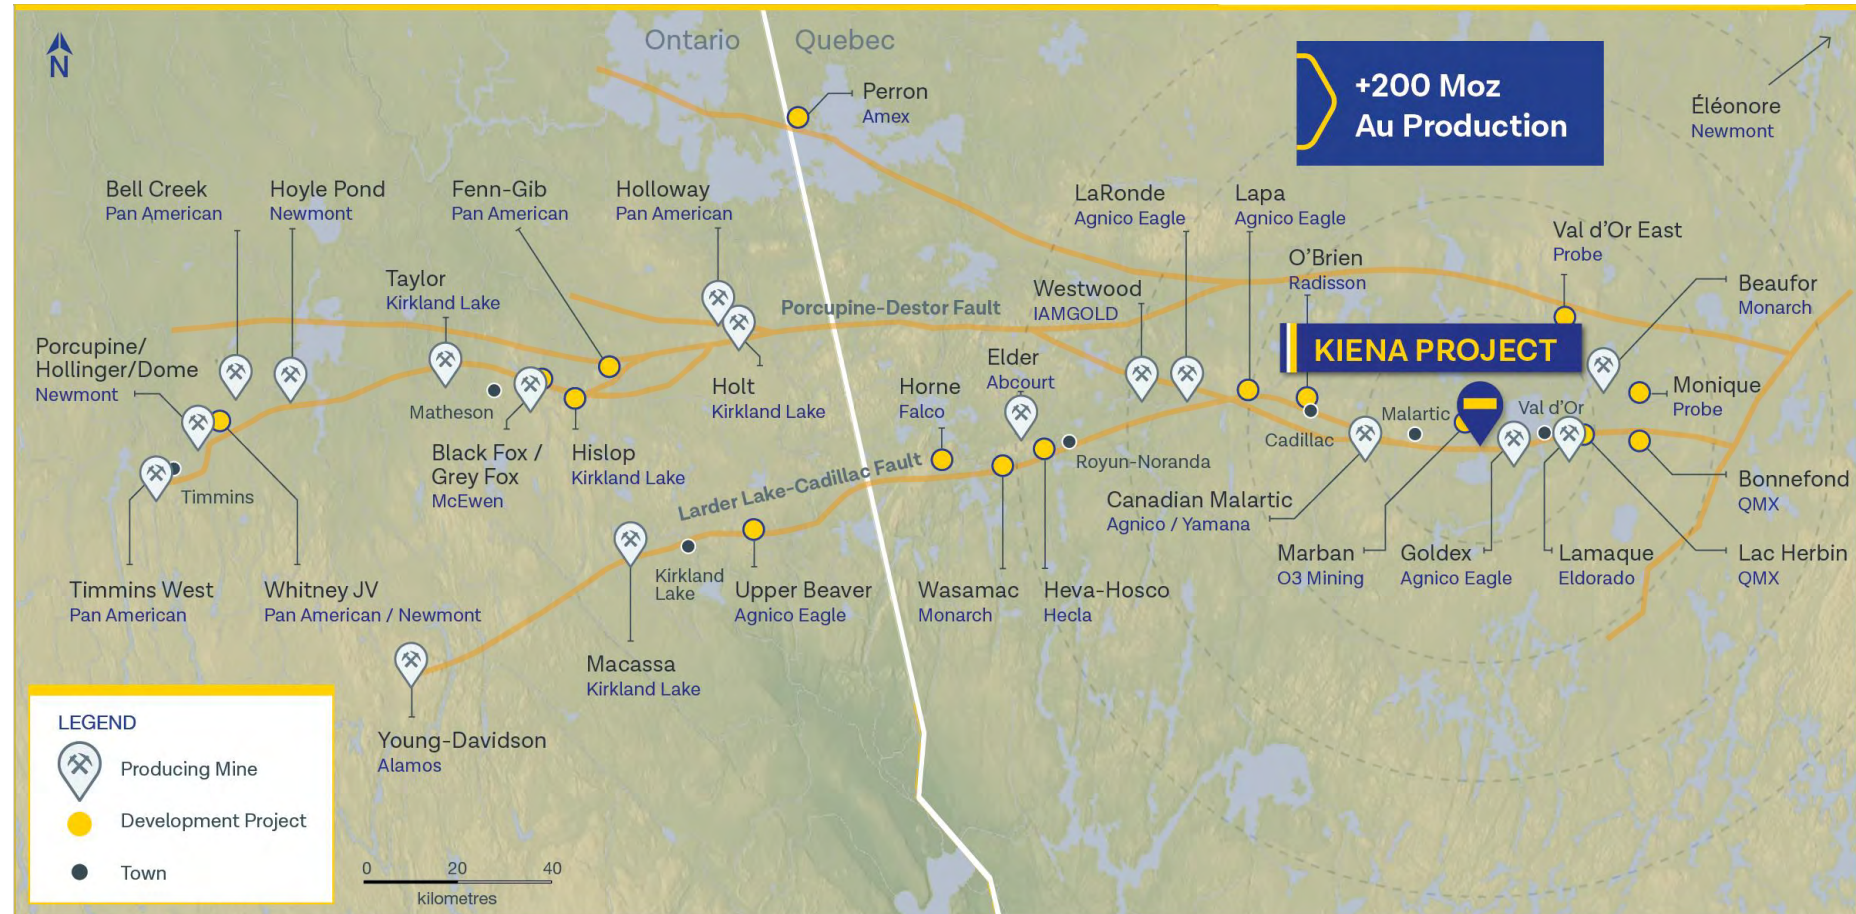 N
Ontario
Quebec
+200 Moz
Au Production
Éléonore
Newmont
Perron
Amex
Bell Creek
Pan American
Hoyle Pond
Newmont
Fenn-Gib
Pan American
Holloway
Pan American
LaRonde
Agnico Eagle
Lapa
Agnico Eagle
Val d'Or East
Probe
O'Brien
Radisson
Taylor
Kirkland Lake
Westwood
IAMGOLD
Beaufor
Monarch
Porcupine-Destor Fault
KIENA PROJECT
Porcupine/
Hollinger/Dome
Newmont
Elder
Abcourt
Holt
Kirkland Lake
Horne
Falco
Monique
Probe
Matheson
Malartic
Val d'Or
Cadillac
Black Fox /
Grey Fox
McEwen
Hislop
Kirkland Lake
Larder Lake-Cadillac Fault
Royun-Noranda
Timmins
Canadian Malartic
Agnico / Yamana
Bonnefond
QMX
Marban
O3 Mining
Goldex
Agnico Eagle
Lamaque
Eldorado
Lac Herbin
QMX
Timmins West
Pan American
Whitney JV
Pan American / Newmont
Kirkland
Lake
Upper Beaver
Agnico Eagle
Wasamac
Monarch
Heva-Hosco
Hecla
Macassa
Kirkland Lake
Young-Davidson
Alamos
LEGEND
Producing Mine
Development Project
Town
0 20 40
kilometres